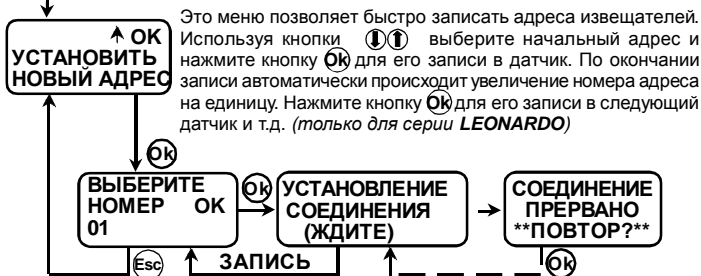 Это меню позволяет быстро записать адреса извещателей.
Используя кнопки ⬇⬆ выберите начальный адрес и
нажмите кнопку Ok для его записи в датчик. По окончании
записи автоматически происходит увеличение номера адреса
на единицу. Нажмите кнопку Ok для его записи в следующий
датчик и т.д. (только для серии LEONARDO)
↑ OK
УСТАНОВИТЬ
НОВЫЙ АДРЕС
Ok
ВЫБЕРИТЕ
НОМЕР OK
01
Ok
УСТАНОВЛЕНИЕ
СОЕДИНЕНИЯ
(ЖДИТЕ)
СОЕДИНЕНИЕ
ПРЕРВАНО
**ПОВТОР?**
Esc
ЗАПИСЬ
Ok